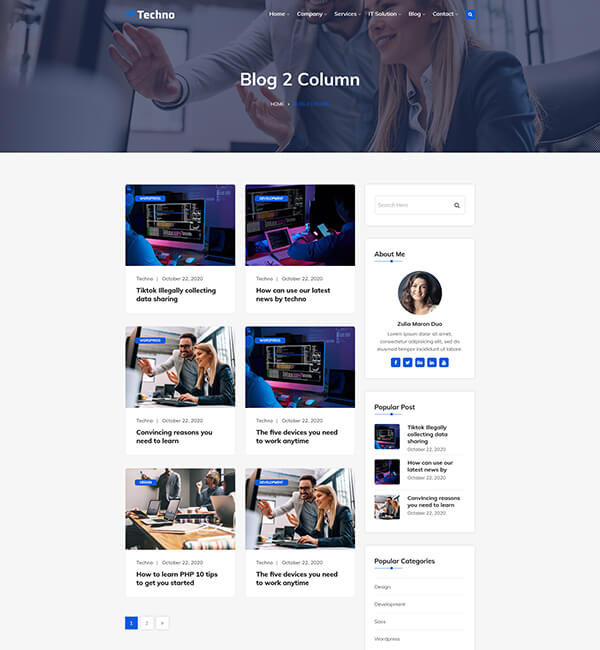 Techno
Home Company Services IT Solution Blog Contact
Blog 2 Column
HOME
WORDPRESS
Techno | October 22, 2020
Tiktok Illegally collecting
data sharing
DEVELOPMENT
Techno | October 22, 2020
How can use our latest
news by techno
WORDPRESS
Techno | October 22, 2020
Convincing reasons you
need to learn
WORDPRESS
Techno | October 22, 2020
The five devices you need
to work anytime
DESIGN
Techno | October 22, 2020
How to learn PHP 10 tips
to get you started
DEVELOPMENT
Techno | October 22, 2020
The five devices you need
to work anytime
1 2 >
Search Here
About Me
Zulia Maron Duo
Lorem ipsum dolor sit amet,
consectetur adipisicing elit, sed do
eiusmod tempor incididunt ut labore.
Popular Post
Tiktok Illegally
collecting data
sharing
October 22, 2020
How can use our
latest news by
October 22, 2020
Convincing reasons
you need to learn
October 22, 2020
Popular Categories
Design
Development
Sass
Wordpress